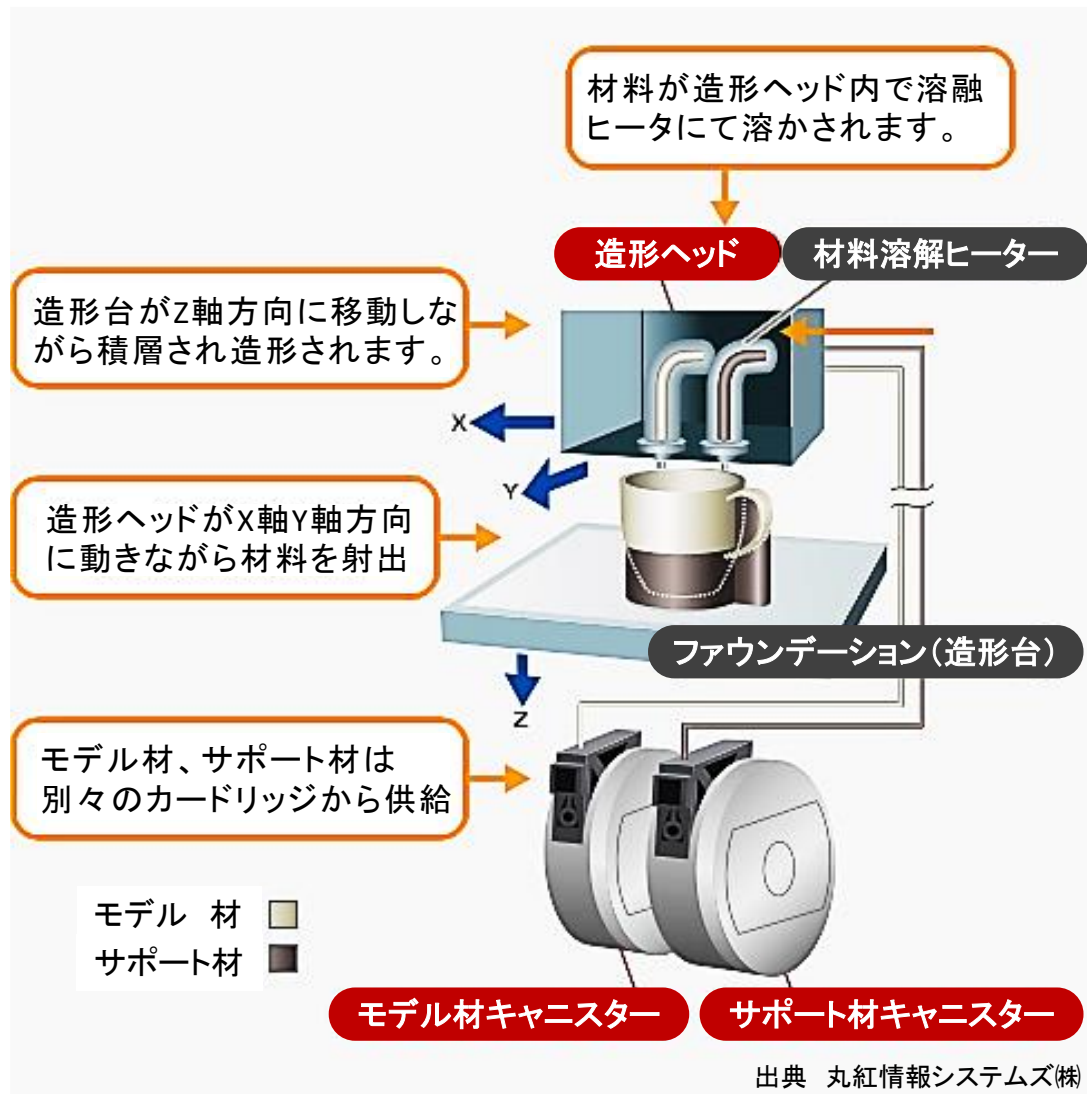 材料が造形ヘッド内で溶融
ヒータにて溶かされます。
造形ヘッド
材料溶解ヒーター
造形台がZ軸方向に移動しな
がら積層され造形されます。
X
Y
造形ヘッドがX軸Y軸方向
に動きながら材料を射出
ファウンデーション（造形台）
Z
モデル材、サポート材は
別々のカードリッジから供給
モデル　材
サポート材
モデル材キャニスター
サポート材キャニスター
出典　丸紅情報システムズ㈱